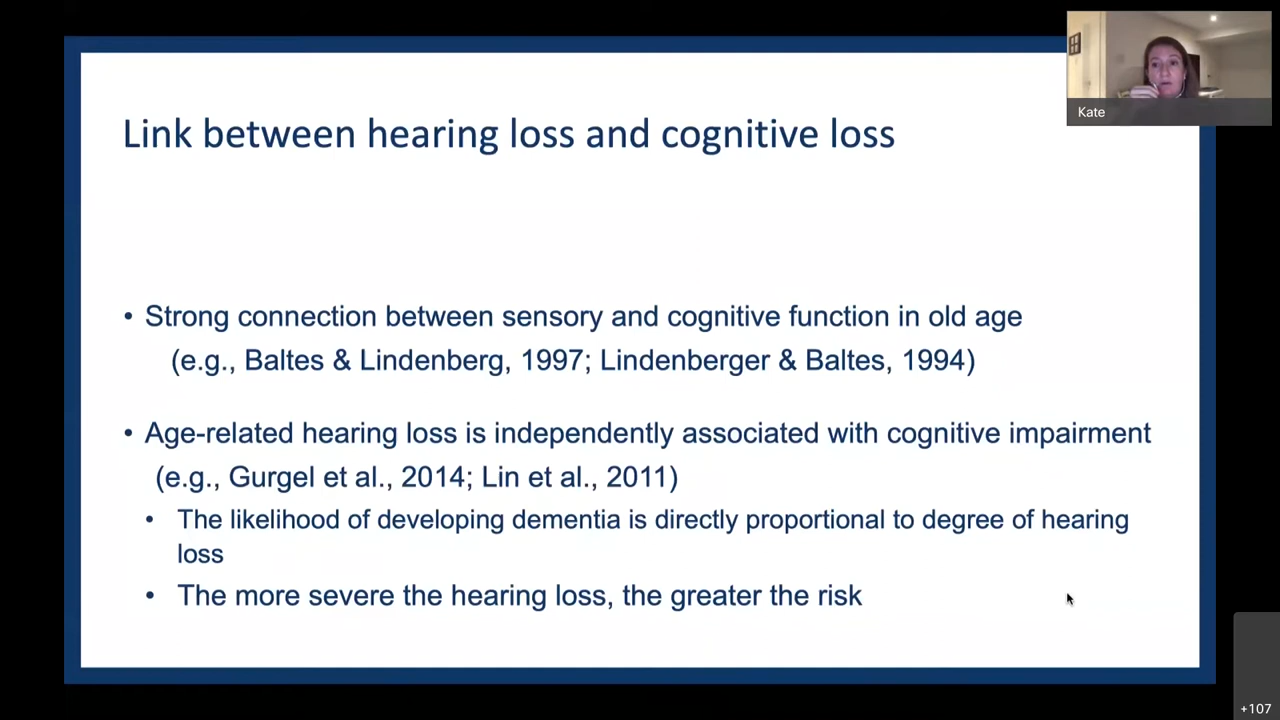 Link between hearing loss and cognitive loss
• Strong connection between sensory and cognitive function in old age
(e.g., Baltes & Lindenberg, 1997; Lindenberger & Baltes, 1994)
• Age-related hearing loss is independently associated with cognitive impairment
(e.g., Gurgel et al., 2014; Lin et al., 2011)
• The likelihood of developing dementia is directly proportional to degree of hearing
loss
• The more severe the hearing loss, the greater the risk
Kate
+107